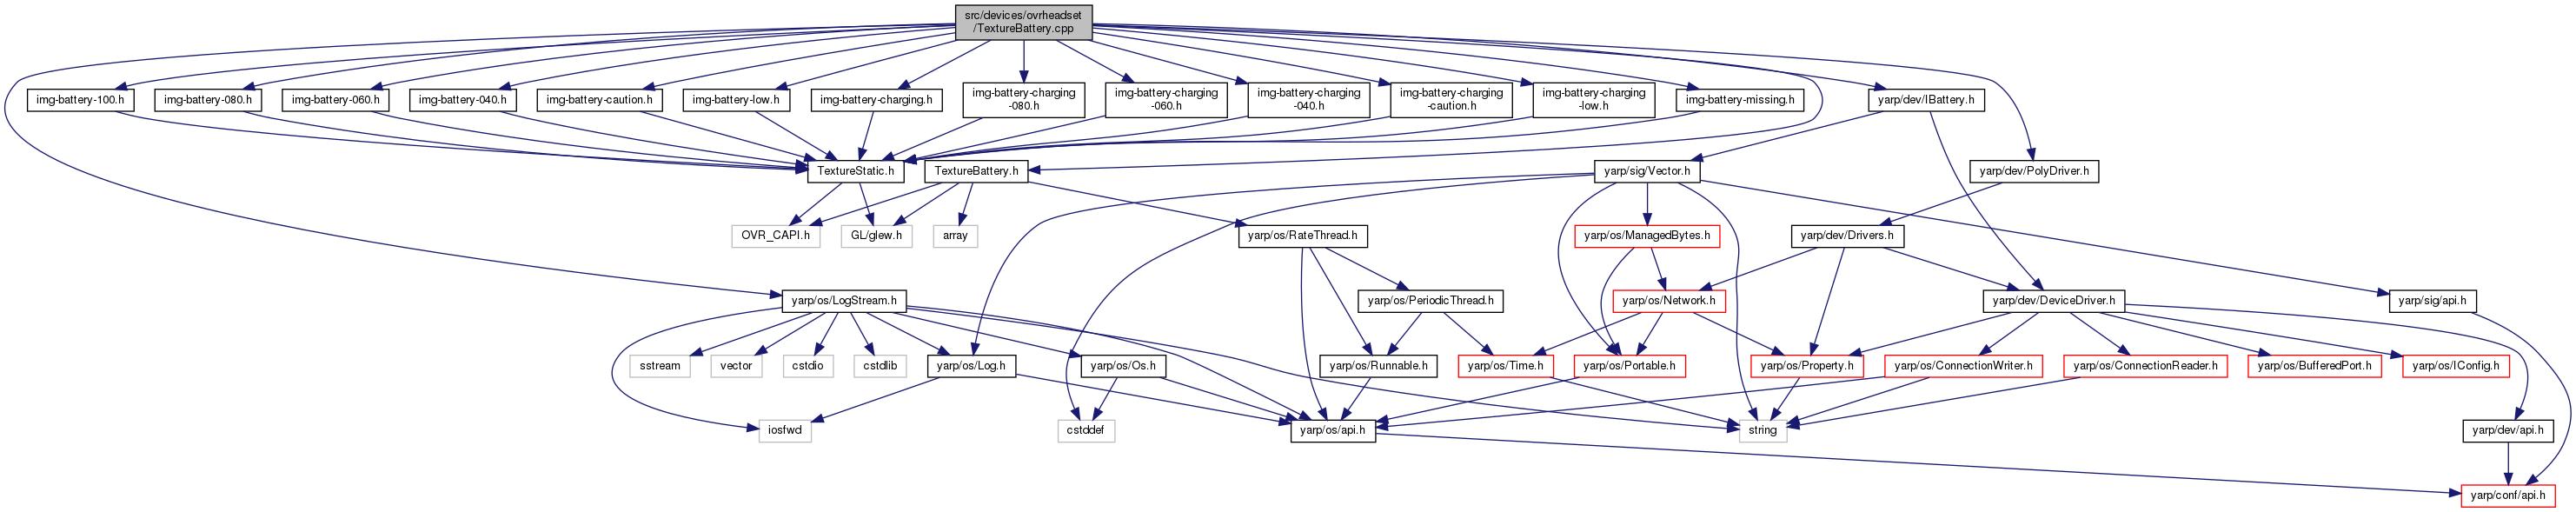 src/devices/ovrheadset
/TextureBattery.cpp
img-battery-100.h
img-battery-080.h
img-battery-060.h
img-battery-040.h
img-battery-caution.h
img-battery-low.h
img-battery-charging.h
img-battery-charging
-080.h
img-battery-charging
-060.h
img-battery-charging
-040.h
img-battery-charging
-caution.h
img-battery-charging
-low.h
img-battery-missing.h
yarp/dev/IBattery.h
TextureStatic.h
TextureBattery.h
yarp/sig/Vector.h
yarp/dev/PolyDriver.h
OVR_CAPI.h
GL/glew.h
array
yarp/os/RateThread.h
yarp/os/ManagedBytes.h
yarp/dev/Drivers.h
yarp/os/LogStream.h
yarp/os/PeriodicThread.h
yarp/os/Network.h
yarp/dev/DeviceDriver.h
yarp/sig/api.h
sstream
vector
cstdio
cstdlib
yarp/os/Log.h
yarp/os/Os.h
yarp/os/Runnable.h
yarp/os/Time.h
yarp/os/Portable.h
yarp/os/Property.h
yarp/os/ConnectionWriter.h
yarp/os/ConnectionReader.h
yarp/os/BufferedPort.h
yarp/os/IConfig.h
iosfwd
cstddef
yarp/os/api.h
string
yarp/dev/api.h
yarp/conf/api.h